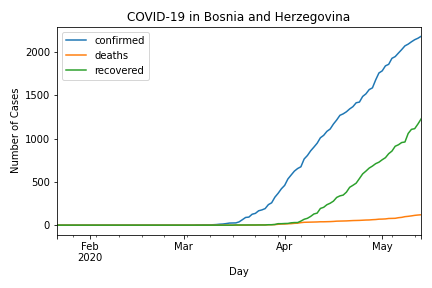 COVID-19 in Bosnia and Herzegovina
confirmed
deaths
recovered
Number of Cases
2000
1500
1000
500
0
Feb
2020
Mar
Apr
May
Day